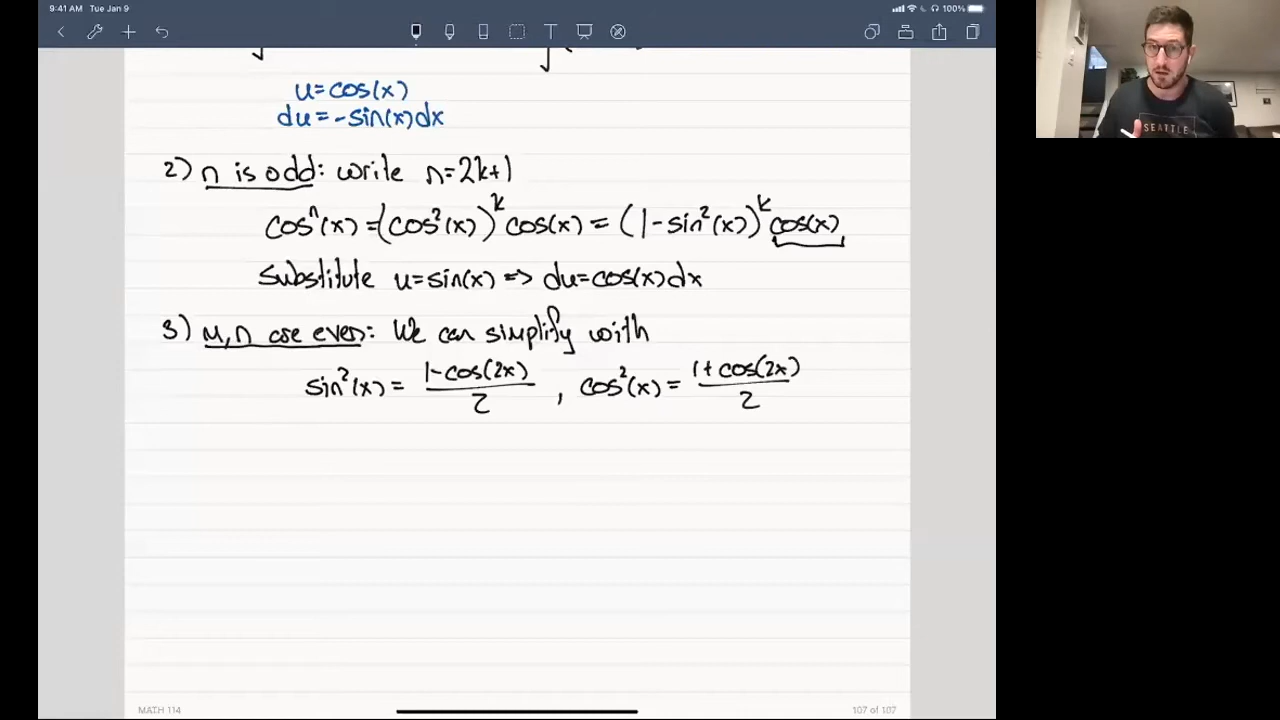 9:41 AM Tue Jan 9
100%
u=cos(x)
du=-sin(x)dx
2) n is odd: write n=2k+1
cosⁿ(x)=(cos²(x))ᵏcos(x)=(1-sin²(x))ᵏcos(x)
substitute u=sin(x) => du=cos(x)dx
3) m,n are even: We can simplify with
sin²(x)= 1-cos(2x)/2 , cos²(x)= 1+cos(2x)/2
SEATTLE
MATH 114
107 of 107